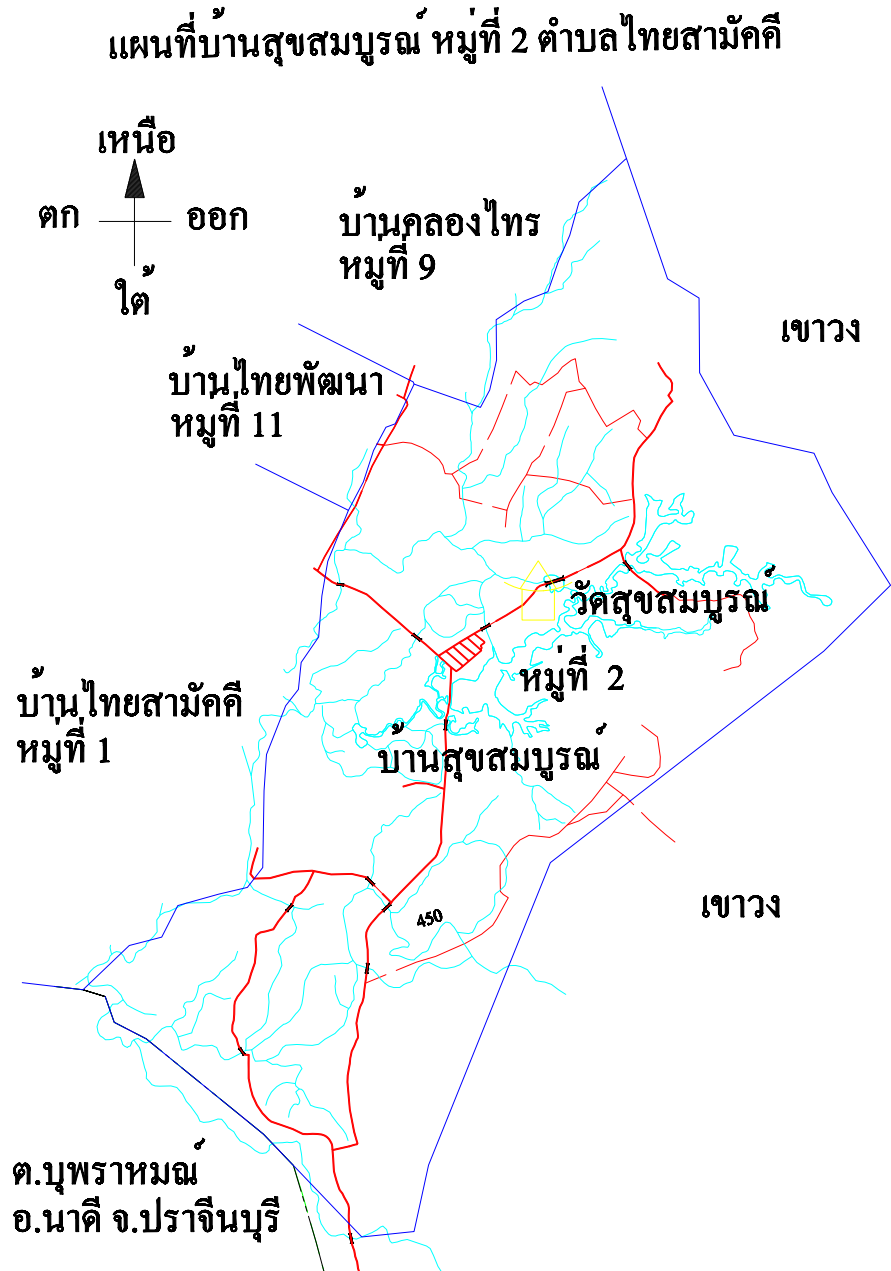 แผนที่บ้านสุขสมบูรณ์ หมู่ที่ 2 ตำบลไทยสามัคคี
เหนือ
ตก ออก
ใต้
บ้านคลองไทร
หมู่ที่ 9
เขาวง
บ้านไทยพัฒนา
หมู่ที่ 11
วัดสุขสมบูรณ์
หมู่ที่ 2
บ้านไทยสามัคคี
หมู่ที่ 1
บ้านสุขสมบูรณ์
เขาวง
450
ต.บุพราหมณ์
อ.นาดี จ.ปราจีนบุรี